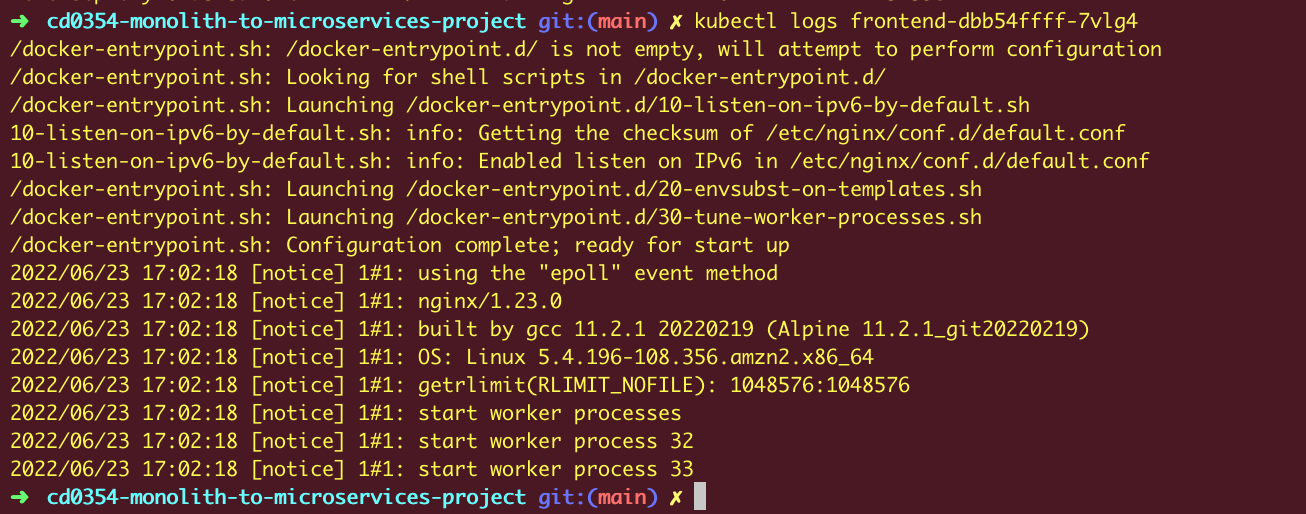 ➜ cd0354-monolith-to-microservices-project git:(main) ✗ kubectl logs frontend-dbb54ffff-7vlg4
/docker-entrypoint.sh: /docker-entrypoint.d/ is not empty, will attempt to perform configuration
/docker-entrypoint.sh: Looking for shell scripts in /docker-entrypoint.d/
/docker-entrypoint.sh: Launching /docker-entrypoint.d/10-listen-on-ipv6-by-default.sh
10-listen-on-ipv6-by-default.sh: info: Getting the checksum of /etc/nginx/conf.d/default.conf
10-listen-on-ipv6-by-default.sh: info: Enabled listen on IPv6 in /etc/nginx/conf.d/default.conf
/docker-entrypoint.sh: Launching /docker-entrypoint.d/20-envsubst-on-templates.sh
/docker-entrypoint.sh: Launching /docker-entrypoint.d/30-tune-worker-processes.sh
/docker-entrypoint.sh: Configuration complete; ready for start up
2022/06/23 17:02:18 [notice] 1#1: using the "epoll" event method
2022/06/23 17:02:18 [notice] 1#1: nginx/1.23.0
2022/06/23 17:02:18 [notice] 1#1: built by gcc 11.2.1 20220219 (Alpine 11.2.1_git20220219)
2022/06/23 17:02:18 [notice] 1#1: OS: Linux 5.4.196-108.356.amzn2.x86_64
2022/06/23 17:02:18 [notice] 1#1: getrlimit(RLIMIT_NOFILE): 1048576:1048576
2022/06/23 17:02:18 [notice] 1#1: start worker processes
2022/06/23 17:02:18 [notice] 1#1: start worker process 32
2022/06/23 17:02:18 [notice] 1#1: start worker process 33
➜ cd0354-monolith-to-microservices-project git:(main) ✗